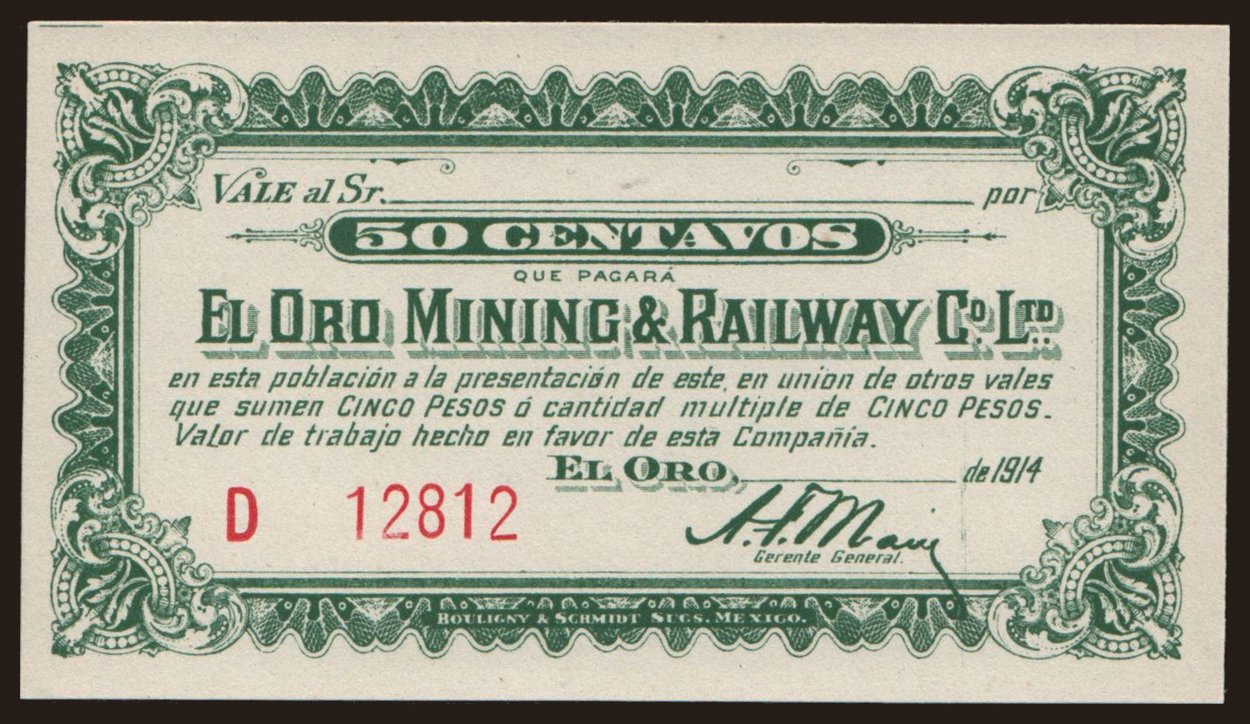 VALE al Sr. por
50 CENTAVOS
QUE PAGARÁ
EL ORO MINING & RAILWAY CO. LTD.
en esta población a la presentación de este, en union de otros vales
que sumen CINCO PESOS ó cantidad multiple de CINCO PESOS.
Valor de trabajo hecho en favor de esta Compañía.
EL ORO, de 1914
D 12812
Gerente General.
BOULIGNY & SCHMIDT SUCS. MEXICO.